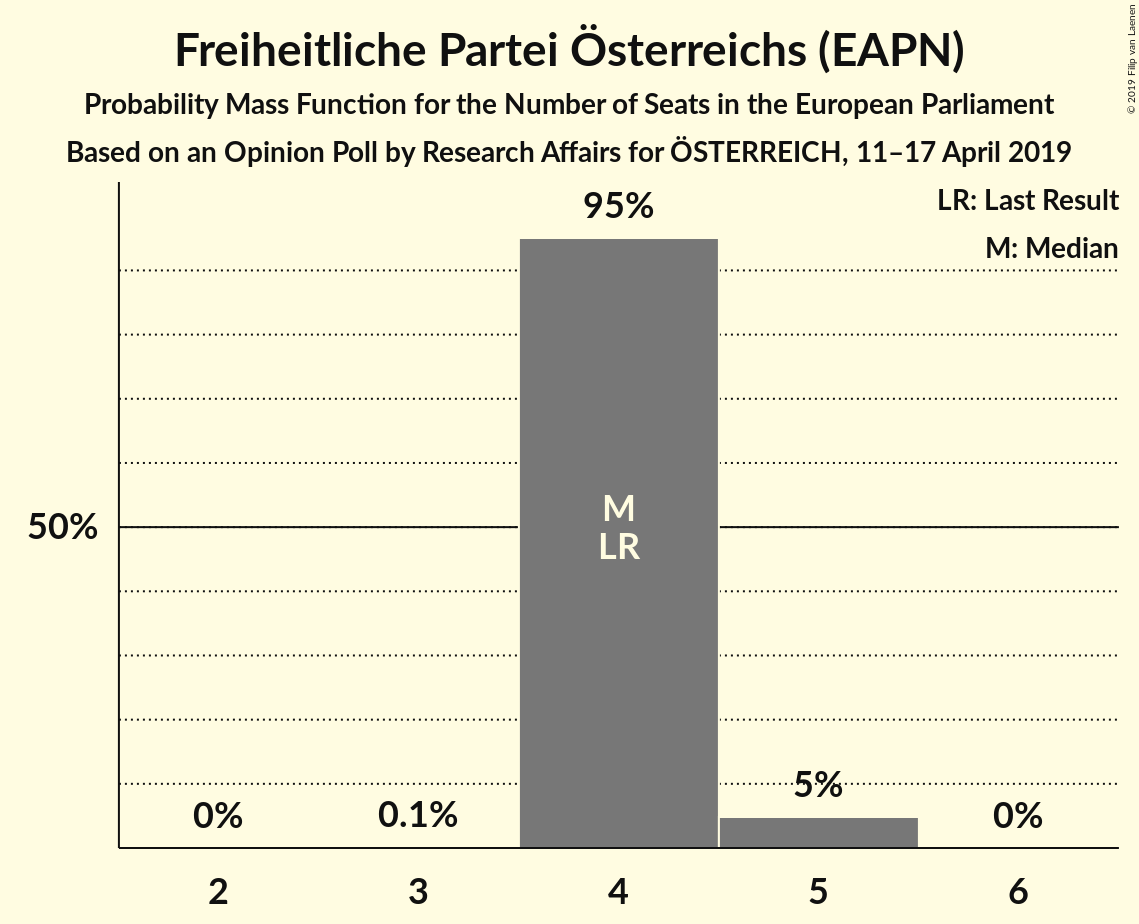 Freiheitliche Partei Österreichs (EAPN)
Probability Mass Function for the Number of Seats in the European Parliament
Based on an Opinion Poll by Research Affairs for ÖSTERREICH, 11–17 April 2019
© 2019 Filip van Laenen
LR: Last Result
M: Median
95%
50%
M
LR
0%
0.1%
5%
0%
2
3
4
5
6